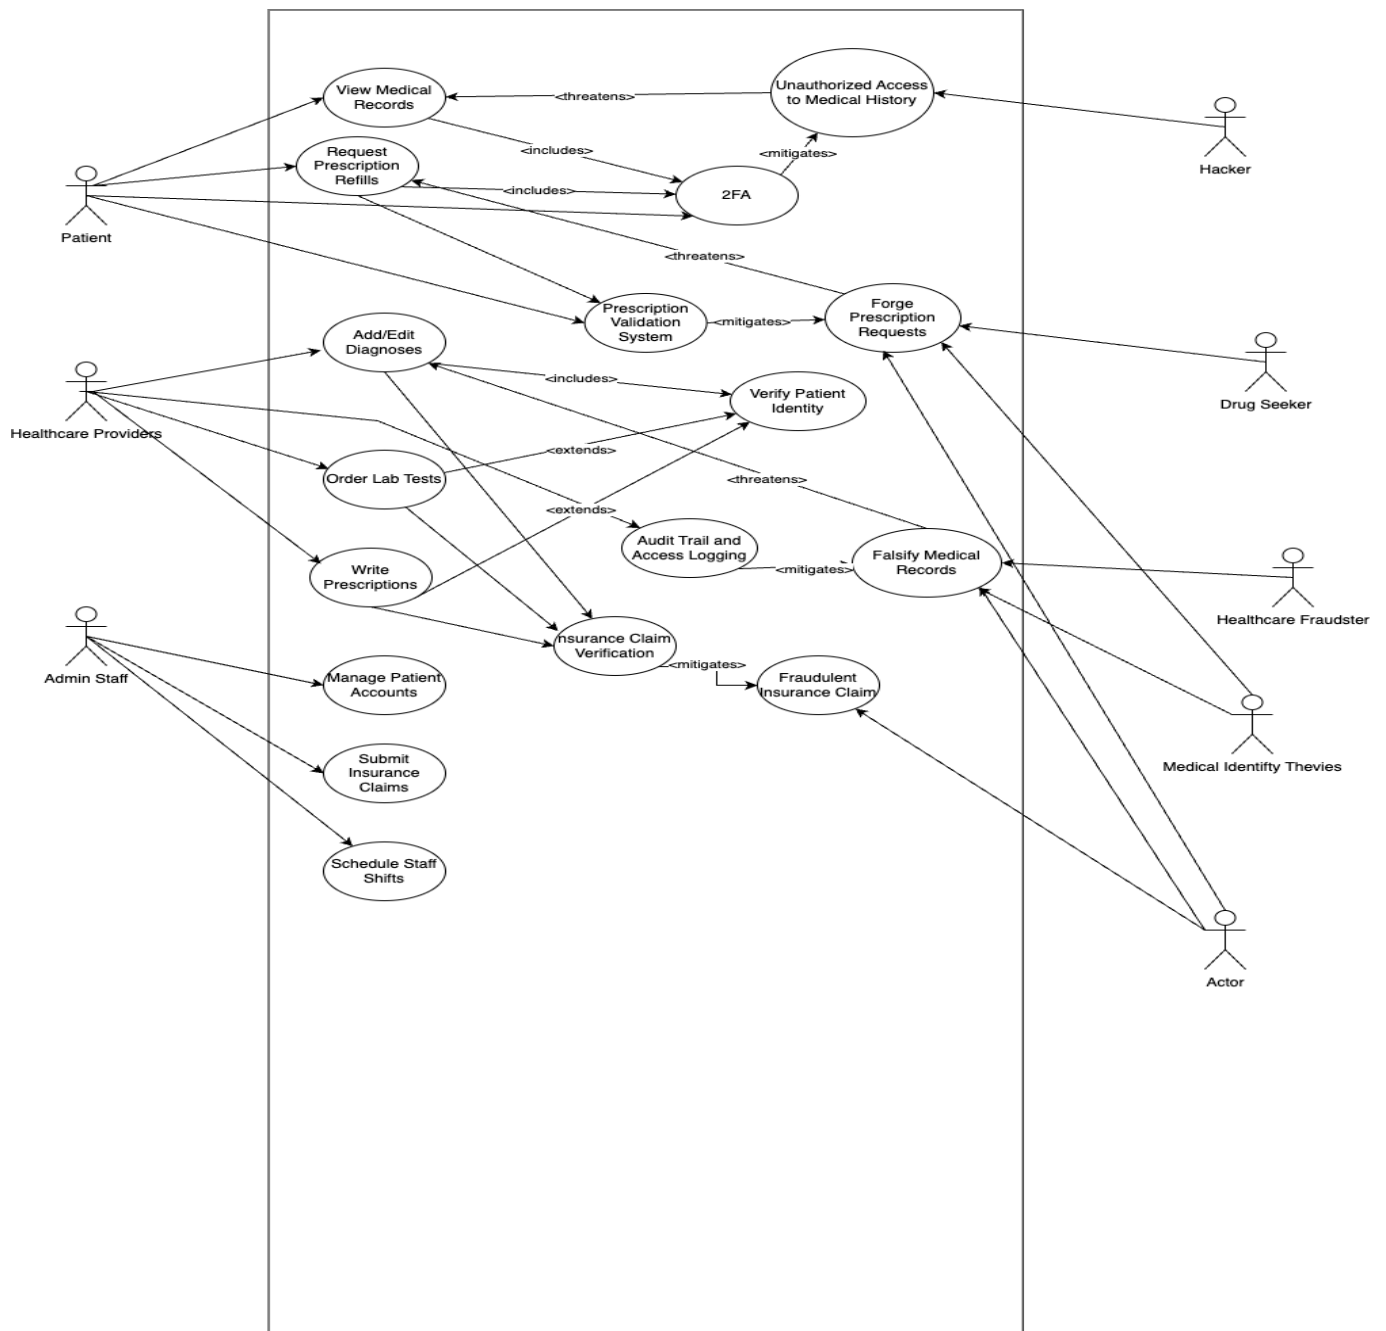 View Medical
Records
<threatens>
Unauthorized Access
to Medical History
Hacker
Request
Prescription
Refills
<includes>
<mitigates>
<includes>
2FA
Patient
<threatens>
Prescription
Validation
System
<mitigates>
Forge
Prescription
Requests
Add/Edit
Diagnoses
<includes>
Verify Patient
Identity
Drug Seeker
Healthcare Providers
<extends>
Order Lab Tests
<threatens>
<extends>
Audit Trail and
Access Logging
<mitigates>
Falsify Medical
Records
Write
Prescriptions
Healthcare Fraudster
nsurance Claim
Verification
<mitigates>
Admin Staff
Manage Patient
Accounts
Fraudulent
Insurance Claim
Submit
Insurance
Claims
Medical Identifty Thevies
Schedule Staff
Shifts
Actor